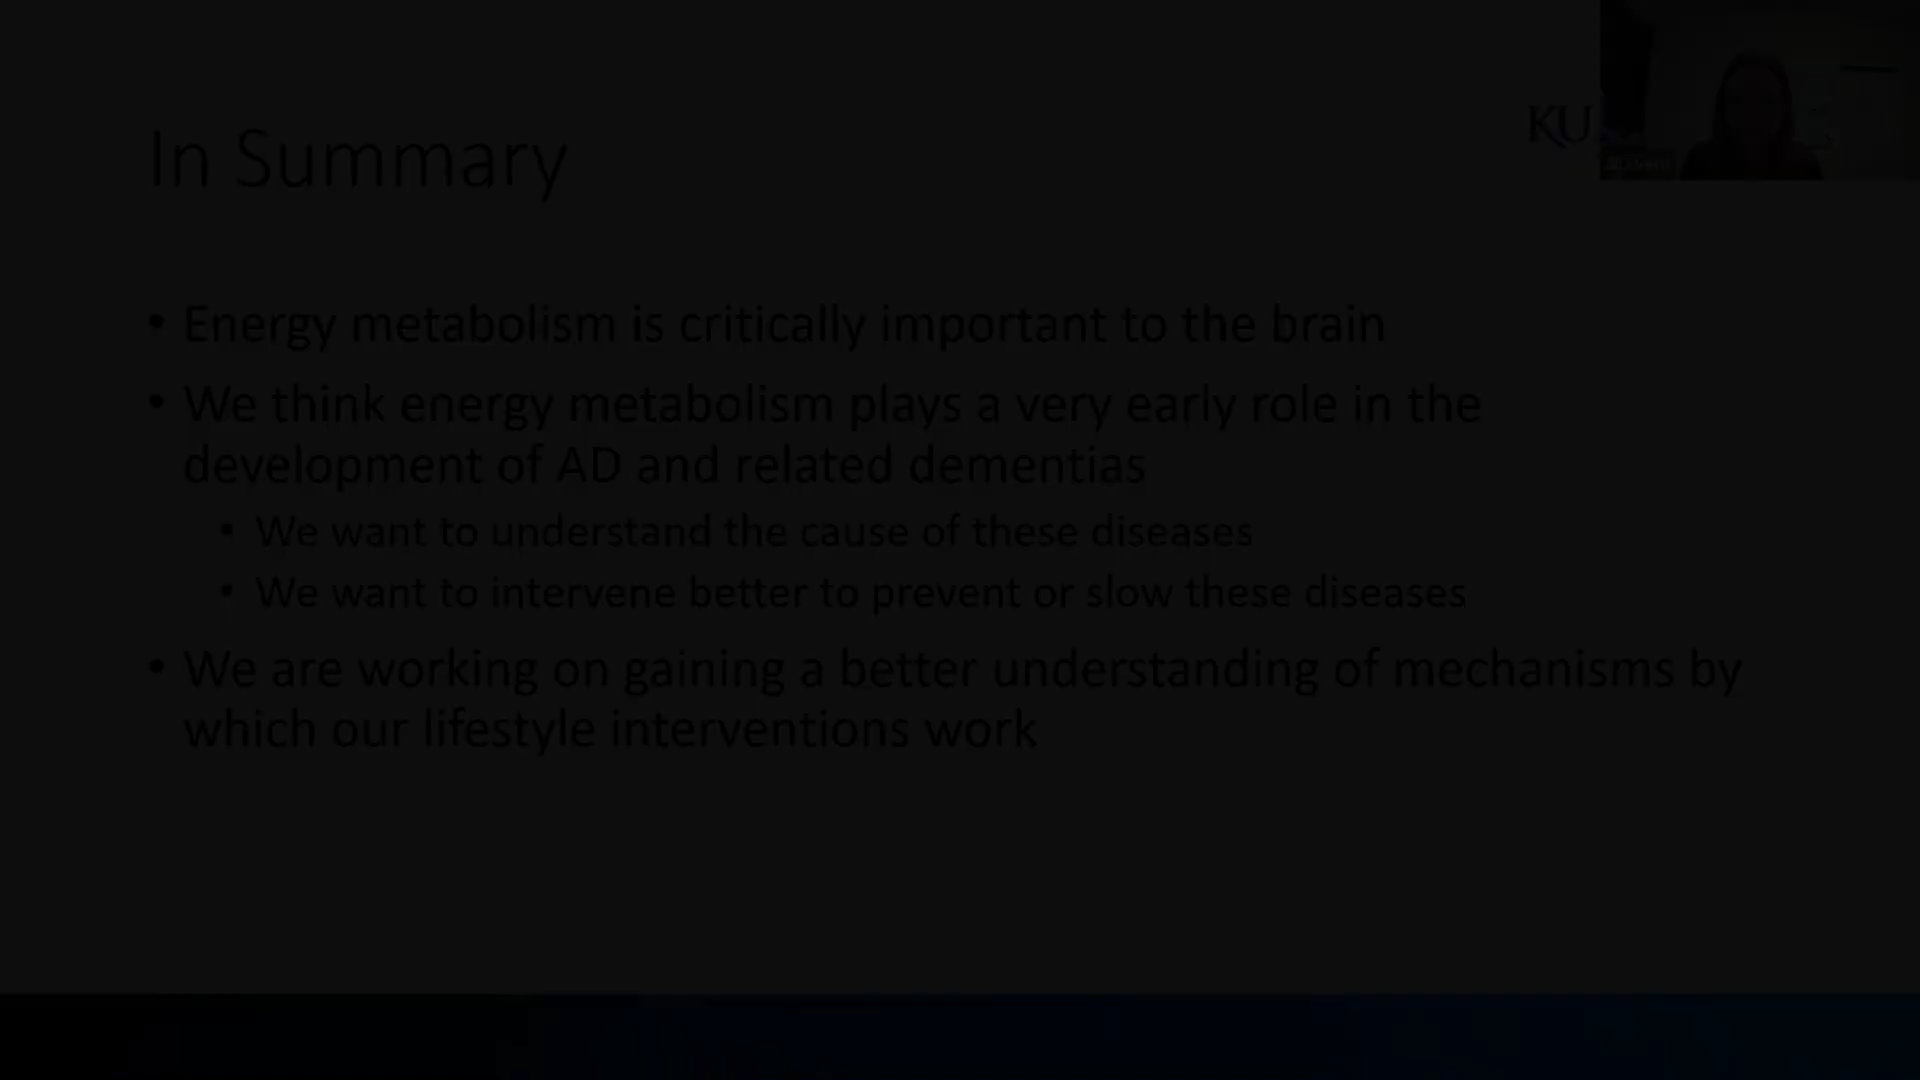 In Summary
KU
• Energy metabolism is critically important to the brain
• We think energy metabolism plays a very early role in the
development of AD and related dementias
• We want to understand the cause of these diseases
• We want to intervene better to prevent or slow these diseases
• We are working on gaining a better understanding of mechanisms by
which our lifestyle interventions work